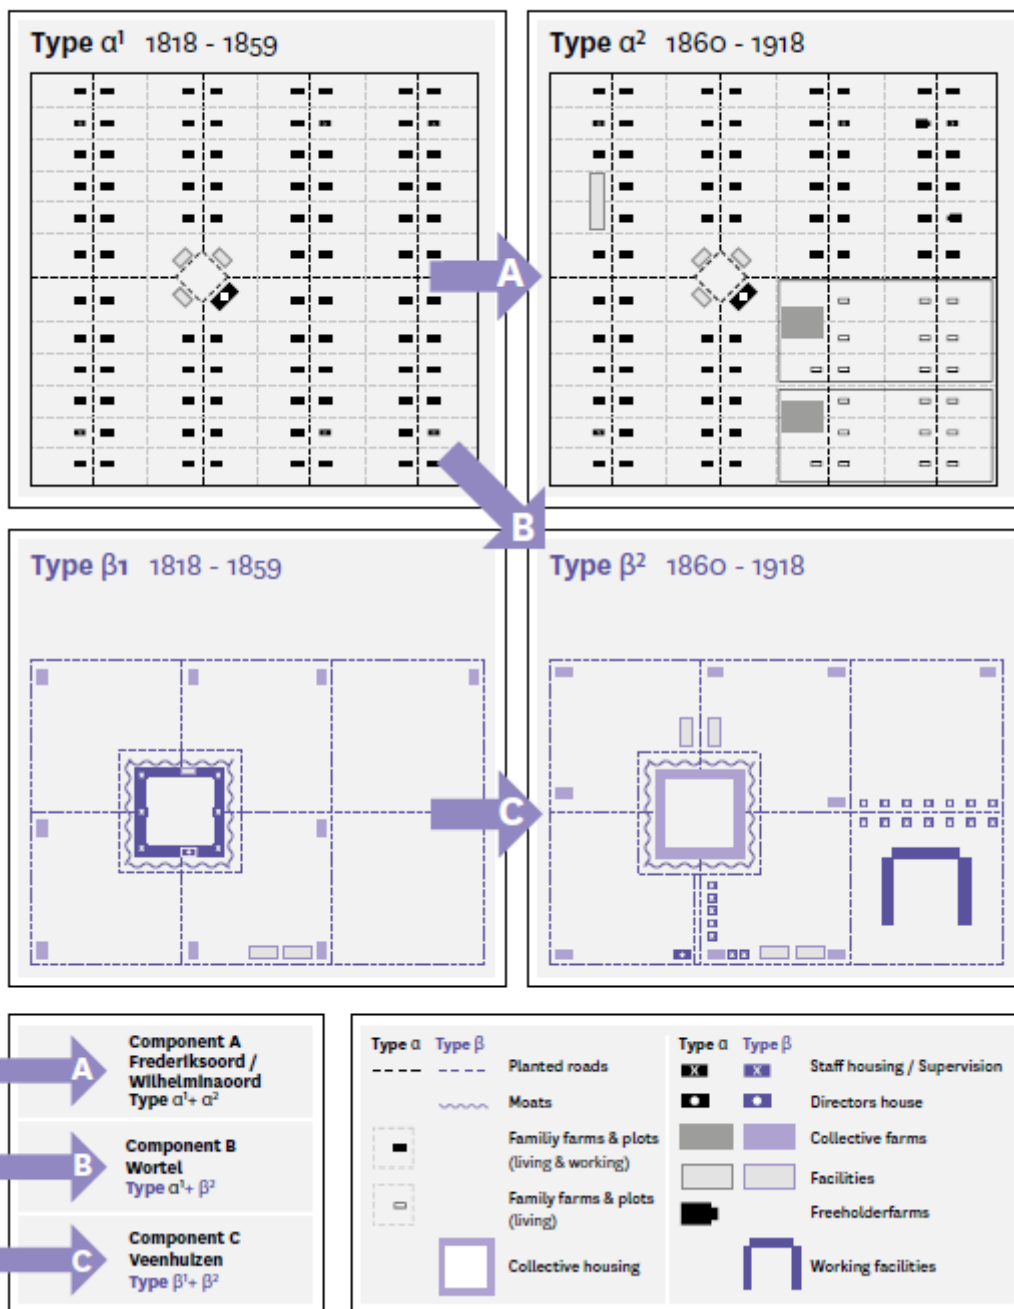 Type α¹ 1818 - 1859
Type α² 1860 - 1918
A
B
Type β1 1818 - 1859
Type β² 1860 - 1918
C
A
Component A
Frederiksoord /
Wilhelminaoord
Type α¹+ α²
B
Component B
Wortel
Type α¹+ β²
C
Component C
Veenhuizen
Type β¹+ β²
Type α Type β
Planted roads
Moats
Familiy farms & plots
(living & working)
Family farms & plots
(living)
Collective housing
Type α Type β
X X Staff housing / Supervision
Directors house
Collective farms
Facilities
Freeholderfarms
Working facilities